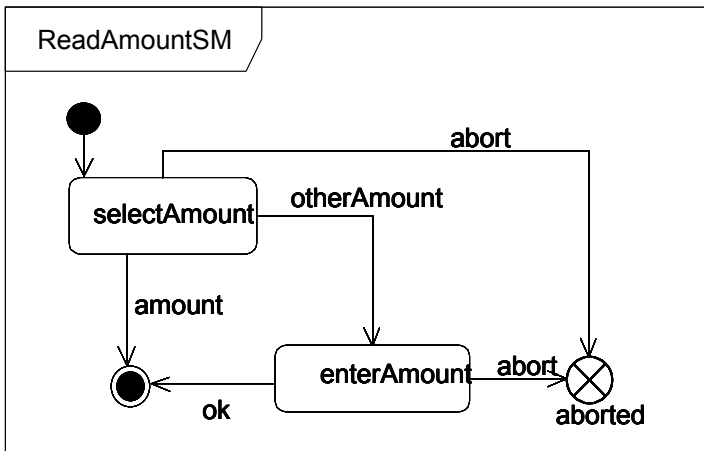 ReadAmountSM
abort
selectAmount
otherAmount
amount
enterAmount
abort
ok
aborted